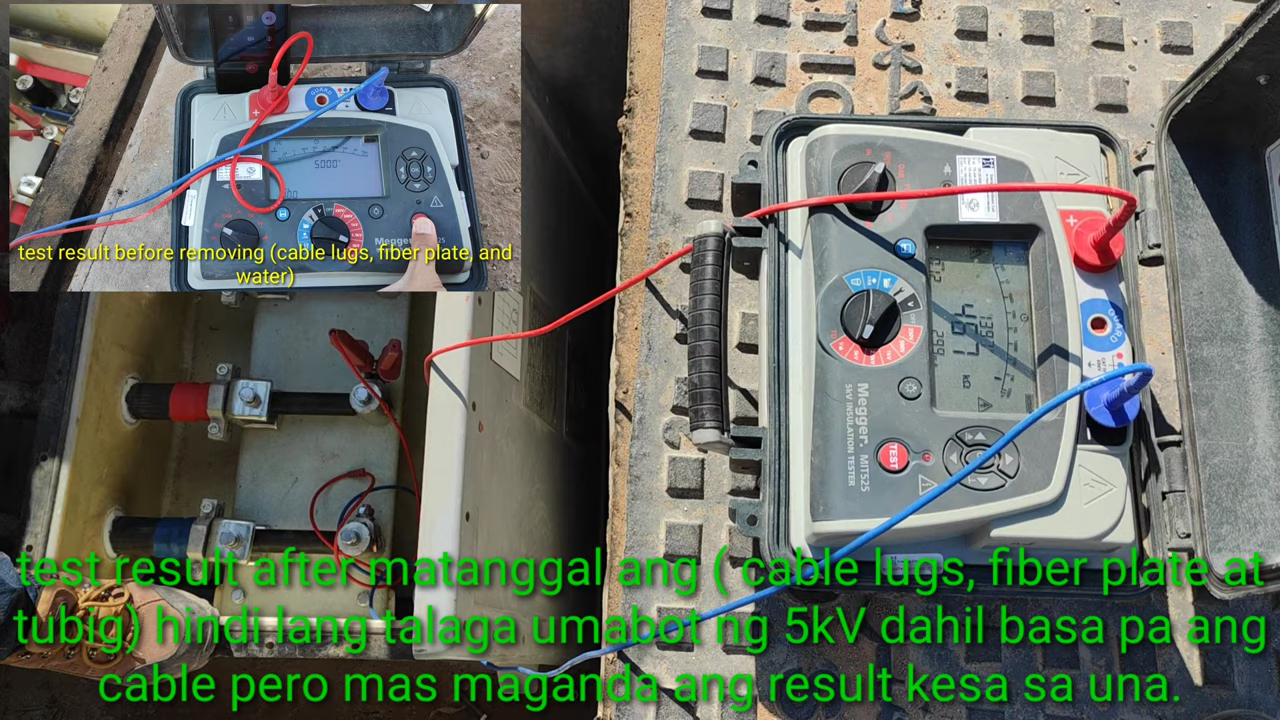 GUARD
5000
Megger
test result before removing (cable lugs, fiber plate, and
water)
GUARD
kΩ
Megger. MIT525
5kV INSULATION TESTER
TEST
test result after matanggal ang ( cable lugs, fiber plate at
tubig) hindi lang talaga umabot ng 5kV dahil basa pa ang
cable pero mas maganda ang result kesa sa una.